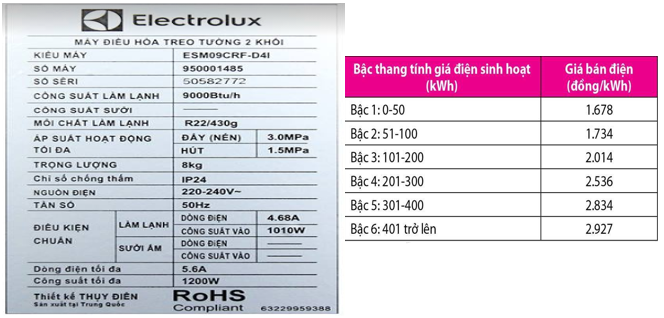 Electrolux
MÁY ĐIỀU HÒA TREO TƯỜNG 2 KHỐI
KIỂU MÁY ESM09CRF-D4I
SỐ MÁY 950001485
SỐ SÊRI 50582772
CÔNG SUẤT LÀM LẠNH 9000Btu/h
CÔNG SUẤT SƯỞI
MÔI CHẤT LÀM LẠNH R22/430g
ÁP SUẤT HOẠT ĐỘNG ĐẨY (NÉN) 3.0MPa
TỐI ĐA HÚT 1.5MPa
TRỌNG LƯỢNG 8kg
Chỉ số chống thấm IP24
NGUỒN ĐIỆN 220-240V~
TẦN SỐ 50Hz
ĐIỀU KIỆN CHUẨN
LÀM LẠNH DÒNG ĐIỆN 4.68A
CÔNG SUẤT VÀO 1010W
SƯỞI ẤM DÒNG ĐIỆN
CÔNG SUẤT VÀO
Dòng điện tối đa 5.6A
Công suất tối đa 1200W
Thiết kế THỤY ĐIỂN
Sản xuất tại Trung Quốc
RoHS
Compliant 63229959388
Bậc thang tính giá điện sinh hoạt (kWh) Giá bán điện (đồng/kWh)
Bậc 1: 0-50 1.678
Bậc 2: 51-100 1.734
Bậc 3: 101-200 2.014
Bậc 4: 201-300 2.536
Bậc 5: 301-400 2.834
Bậc 6: 401 trở lên 2.927